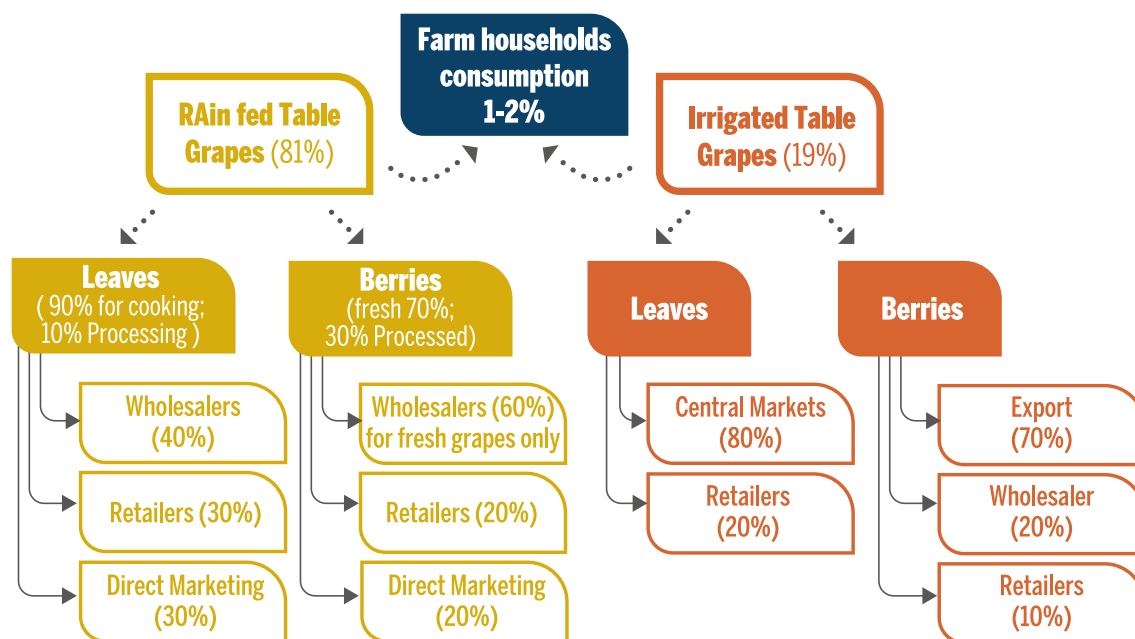 Farm households
consumption
1-2%
RAin fed Table
Grapes (81%)
Irrigated Table
Grapes (19%)
Leaves
( 90% for cooking;
10% Processing )
Wholesalers
(40%)
Retailers (30%)
Direct Marketing
(30%)
Berries
(fresh 70%;
30% Processed)
Wholesalers (60%)
for fresh grapes only
Retailers (20%)
Direct Marketing
(20%)
Leaves
Central Markets
(80%)
Retailers
(20%)
Berries
Export
(70%)
Wholesaler
(20%)
Retailers
(10%)